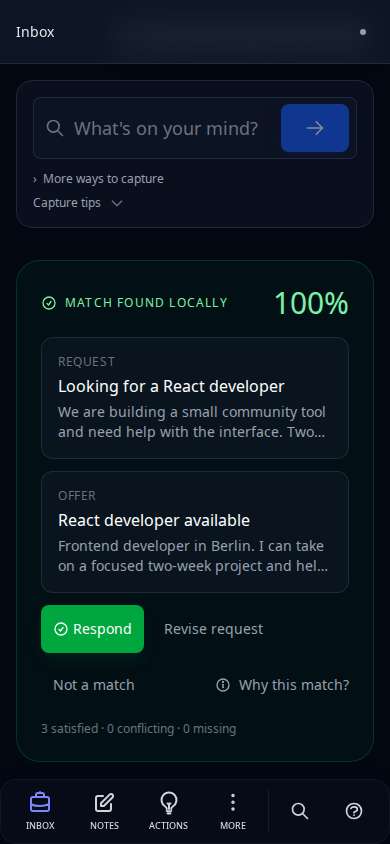 Inbox
What's on your mind?
› More ways to capture
Capture tips
MATCH FOUND LOCALLY
100%
REQUEST
Looking for a React developer
We are building a small community tool
and need help with the interface. Two...
OFFER
React developer available
Frontend developer in Berlin. I can take
on a focused two-week project and hel...
Respond
Revise request
Not a match
Why this match?
3 satisfied · 0 conflicting · 0 missing
INBOX
NOTES
ACTIONS
MORE